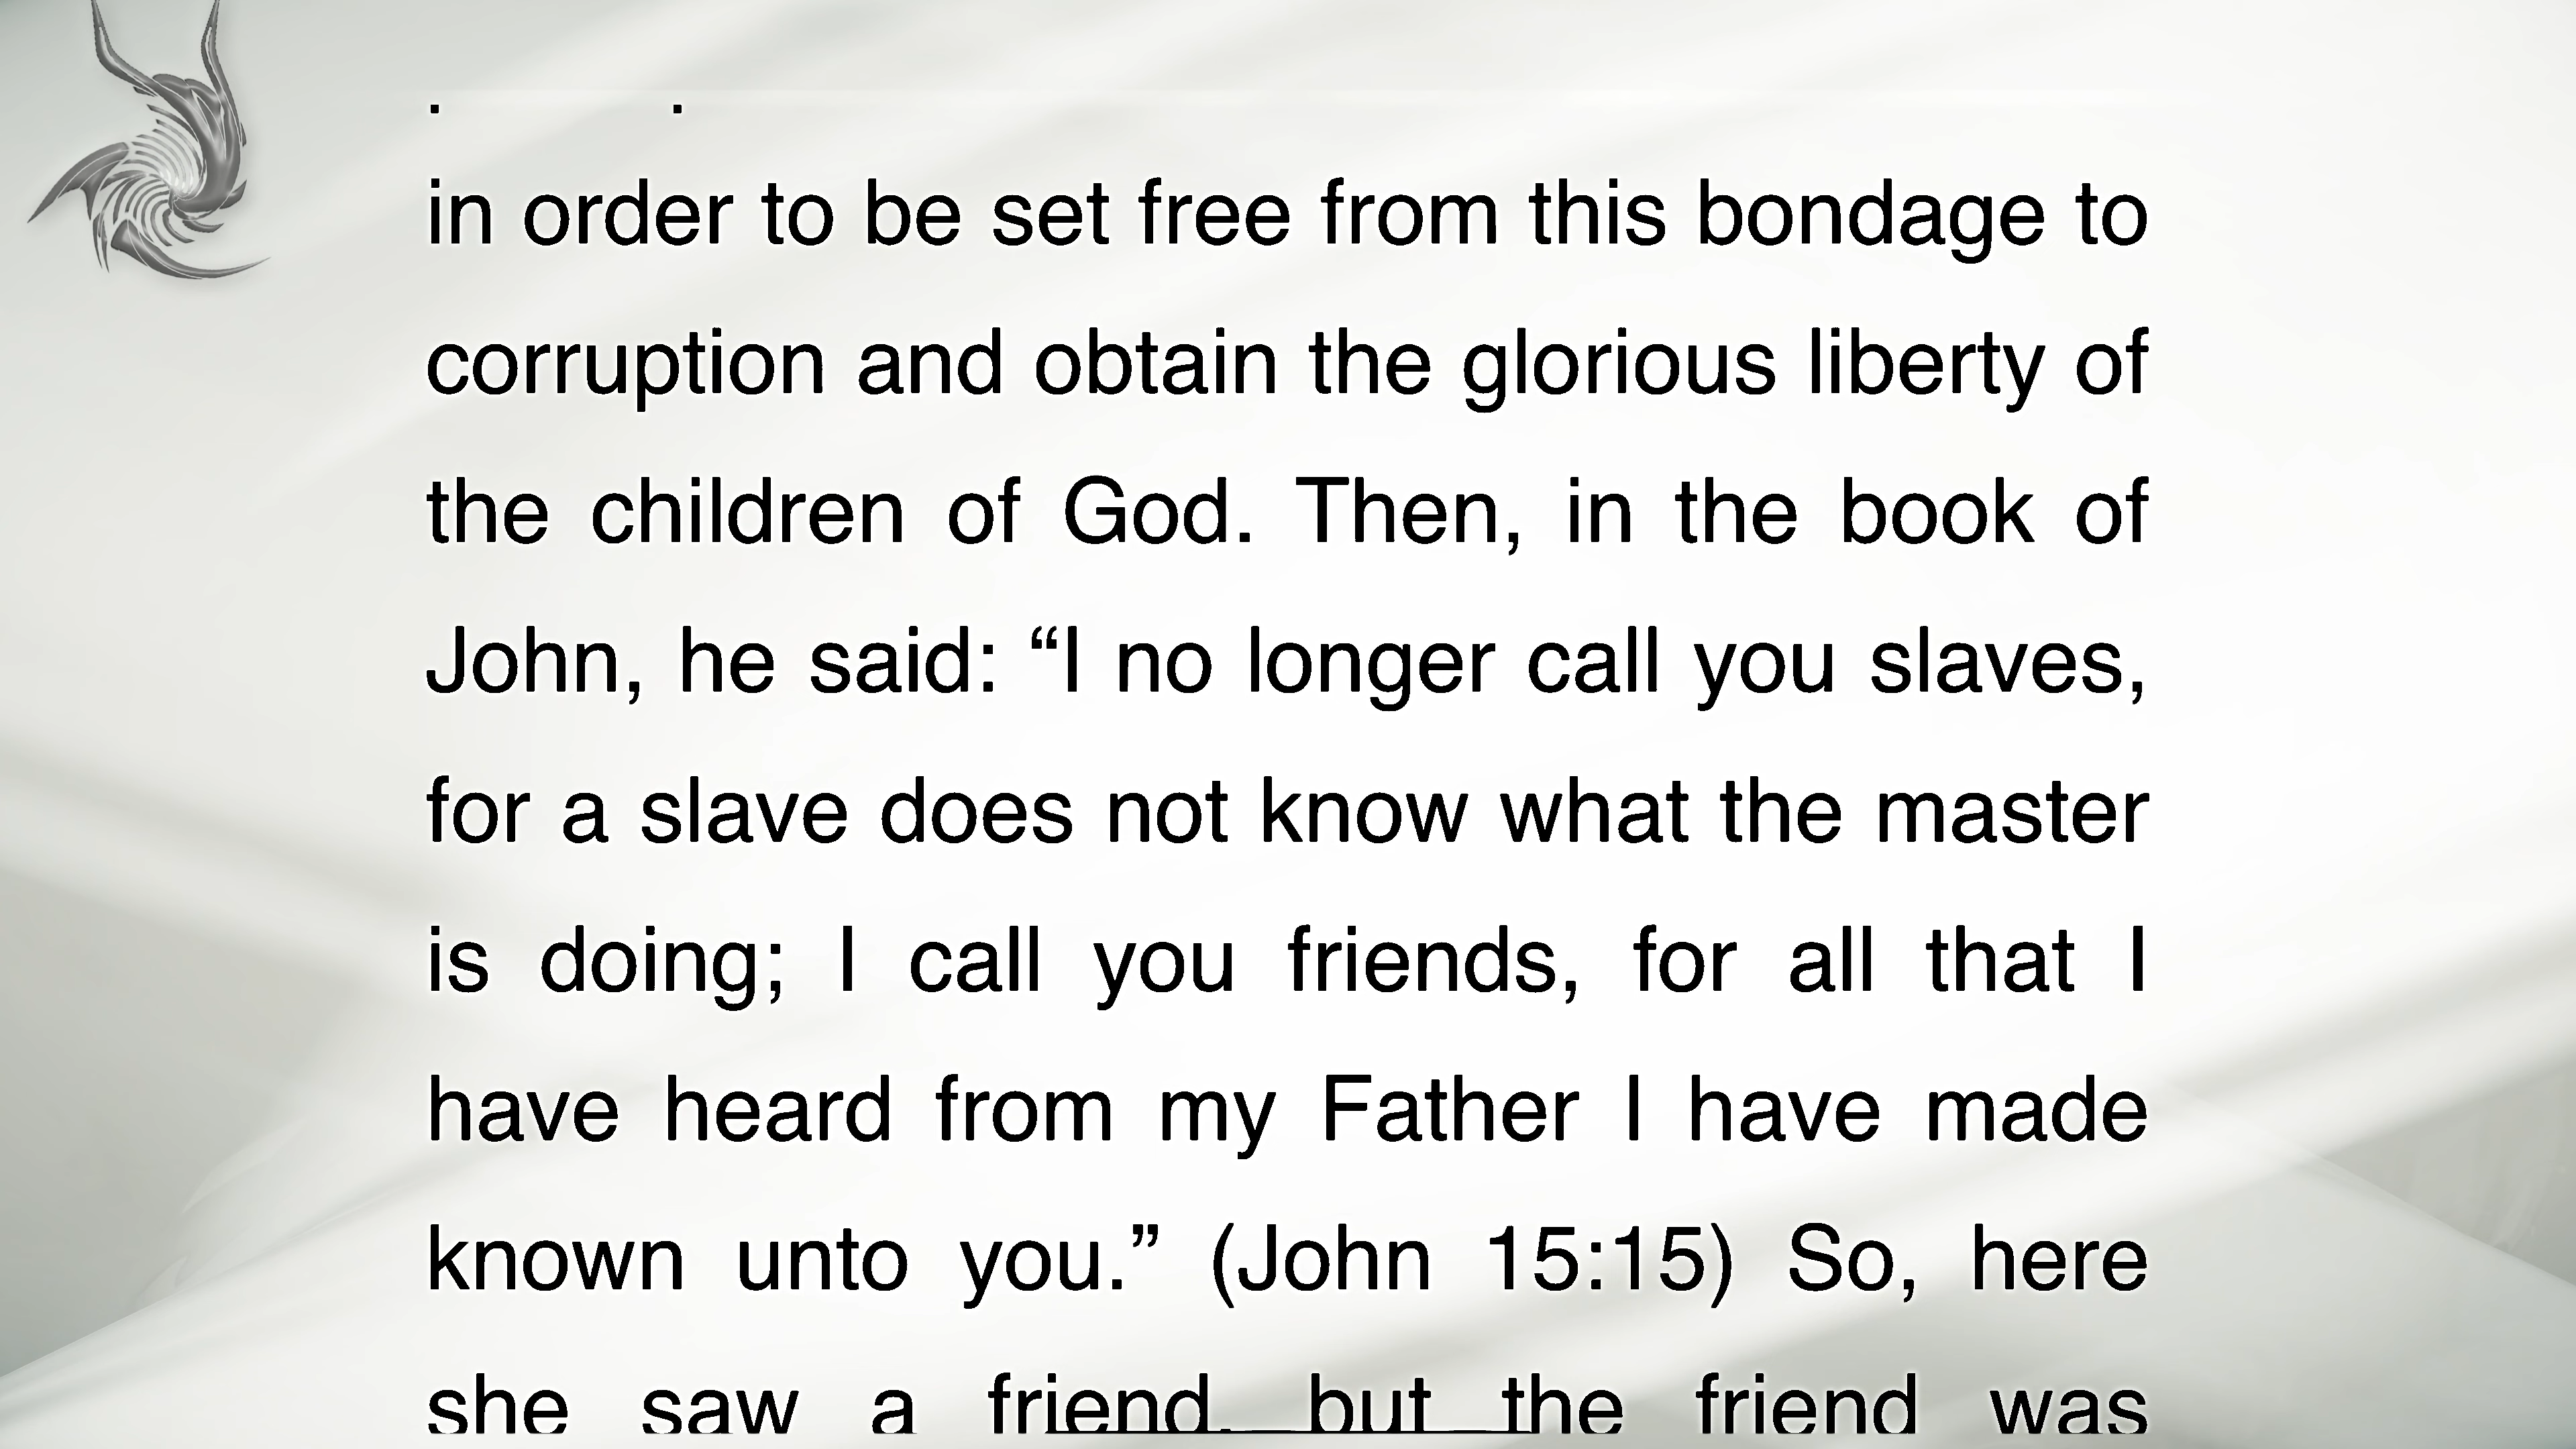 in order to be set free from this bondage to
corruption and obtain the glorious liberty of
the children of God. Then, in the book of
John, he said: “I no longer call you slaves,
for a slave does not know what the master
is doing; I call you friends, for all that I
have heard from my Father I have made
known unto you.” (John 15:15) So, here
she saw a friend, but the friend was